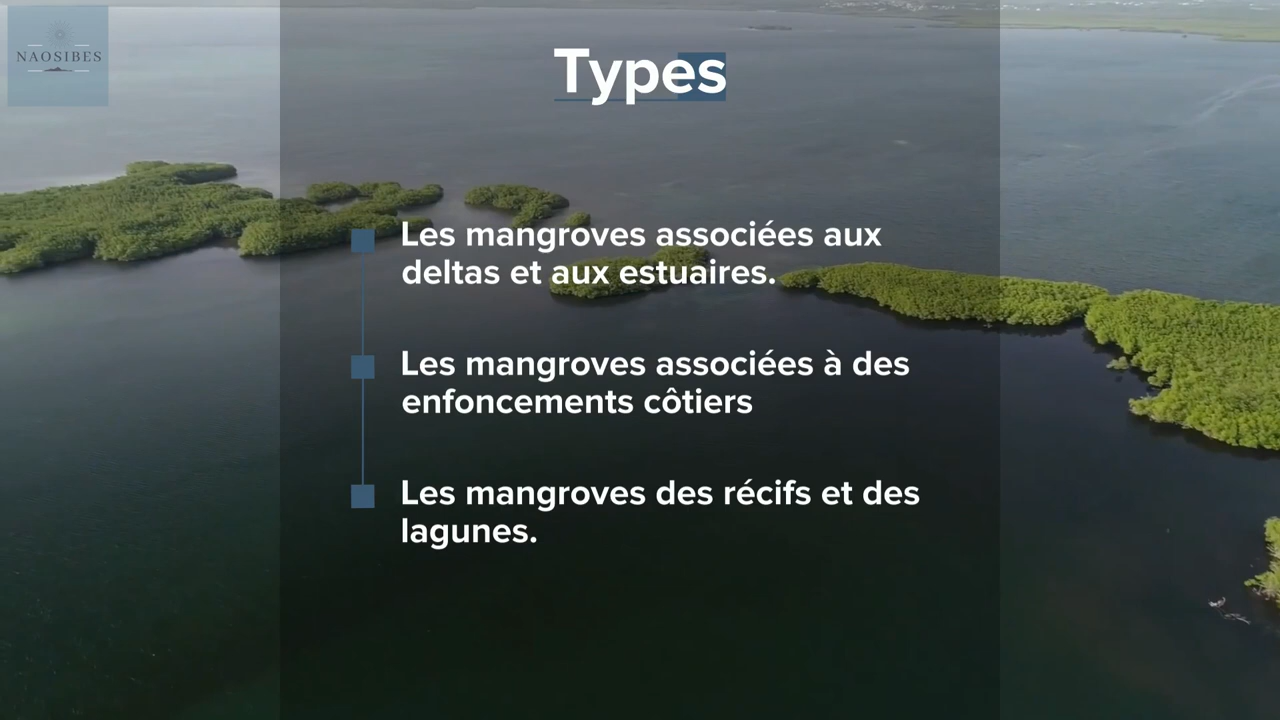 NAOSIBES
Types
Les mangroves associées aux
deltas et aux estuaires.
Les mangroves associées à des
enfoncements côtiers
Les mangroves des récifs et des
lagunes.